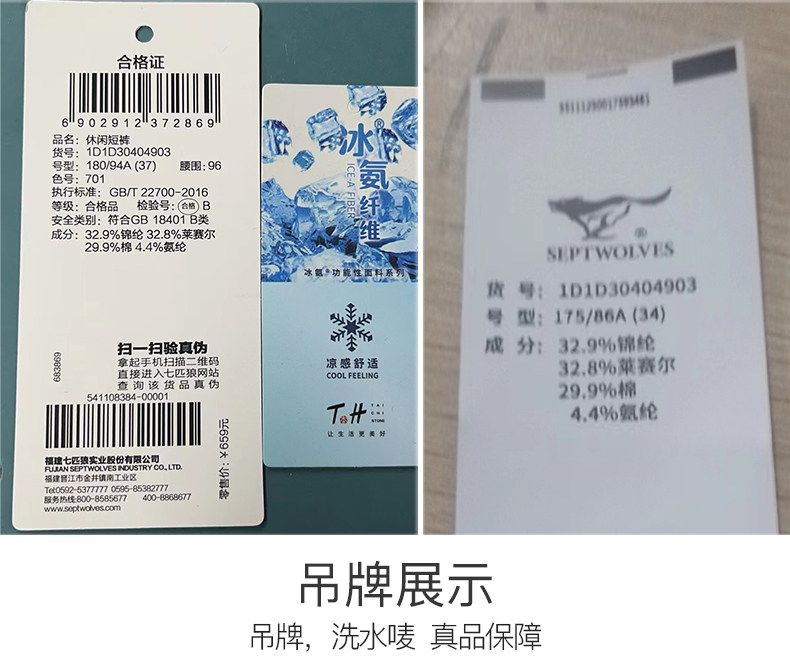 合格证
6 902912 372869
品名：休闲短裤
货号：1D1D30404903
号型：180/94A (37) 腰围：96
色号：701
执行标准：GB/T 22700-2016
等级：合格品 检验号：合格 B
安全类别：符合GB 18401 B类
成分：32.9%锦纶 32.8%莱赛尔
29.9%棉 4.4%氨纶
扫一扫验真伪
拿起手机扫描二维码
直接进入七匹狼网站
查询该货品真伪
683869
541108384-00001
零售价：￥659元
福建七匹狼实业股份有限公司
FUJIAN SEPTWOLVES INDUSTRY CO., LTD.
福建晋江市金井镇南工业区
Tel:0592-5377777 0595-85382777
服务热线:800-8585677 400-8868677
www.septwolves.com
冰氨纤维®
ICE-A FIBER
冰氨®功能性面料系列
凉感舒适
COOL FEELING
T&H
TAI
CHI
STONE
让生活更美好
SEPTWOLVES®
货号：1D1D30404903
号型：175/86A (34)
成分：32.9%锦纶
32.8%莱赛尔
29.9%棉
4.4%氨纶
吊牌展示
吊牌，洗水唛 真品保障